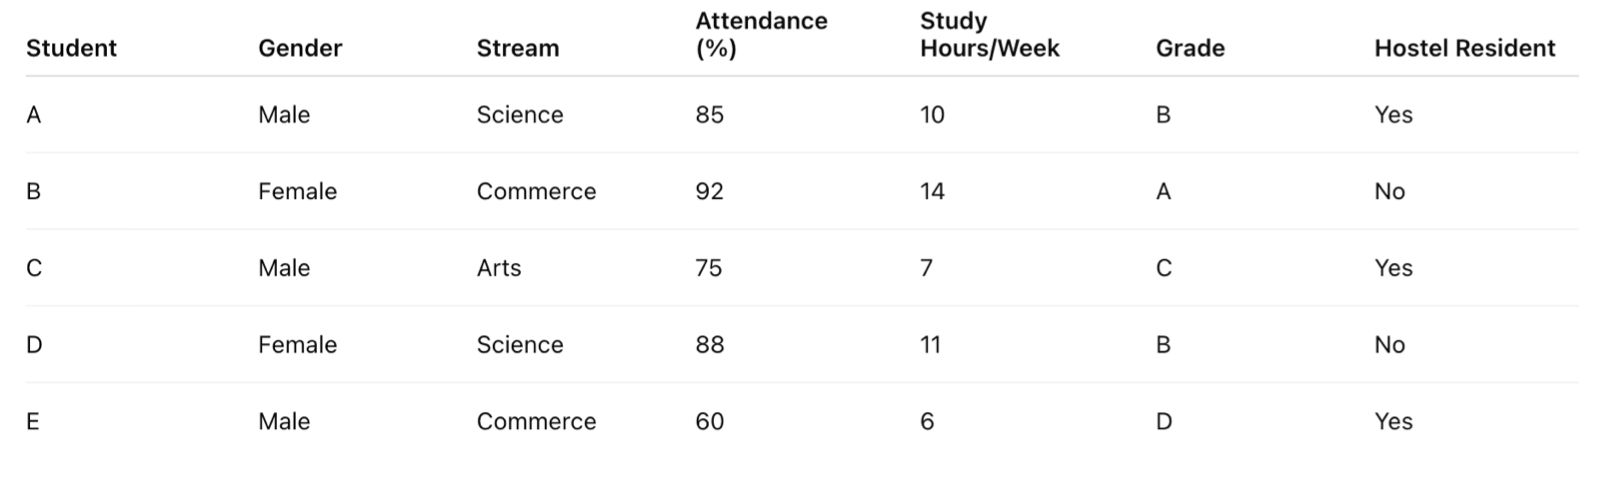 Student Gender Stream Attendance (%) Study Hours/Week Grade Hostel Resident
A Male Science 85 10 B Yes
B Female Commerce 92 14 A No
C Male Arts 75 7 C Yes
D Female Science 88 11 B No
E Male Commerce 60 6 D Yes